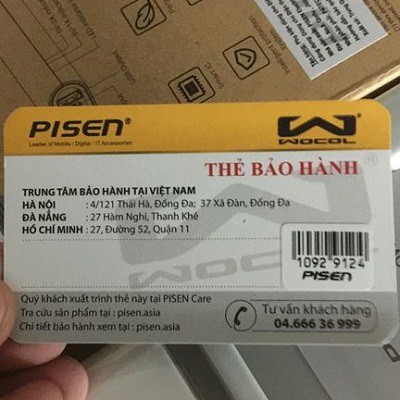 PISEN®
Leader of Mobile / Digital / IT Accessories
WOCOL
THẺ BẢO HÀNH
TRUNG TÂM BẢO HÀNH TẠI VIỆT NAM
HÀ NỘI : 4/121 Thái Hà, Đống Đa; 37 Xã Đàn, Đống Đa
ĐÀ NẴNG : 27 Hàm Nghi, Thanh Khê
HỒ CHÍ MINH : 27, Đường 52, Quận 11
1092 9124
PISEN
WOCOL
Quý khách xuất trình thẻ này tại PISEN Care
Tra cứu sản phẩm tại : pisen.asia
Chi tiết bảo hành xem tại : pisen.asia
Tư vấn khách hàng
04.666 36 999